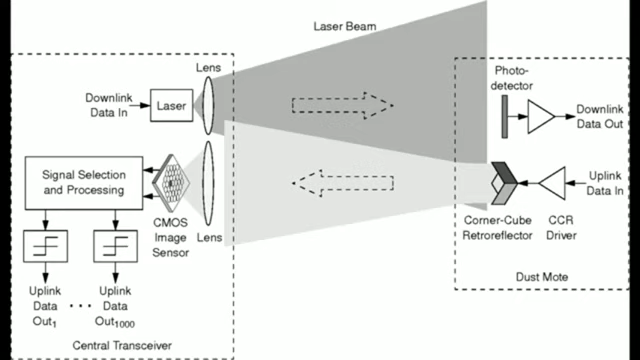 Laser Beam
Lens
Downlink
Data In
Laser
Photo-
detector
Downlink
Data Out
Signal Selection
and Processing
CMOS
Image
Sensor
Lens
Uplink
Data In
Corner-Cube
Retroreflector
CCR
Driver
Dust Mote
Uplink
Data
Out1
• • •
Uplink
Data
Out1000
Central Transceiver